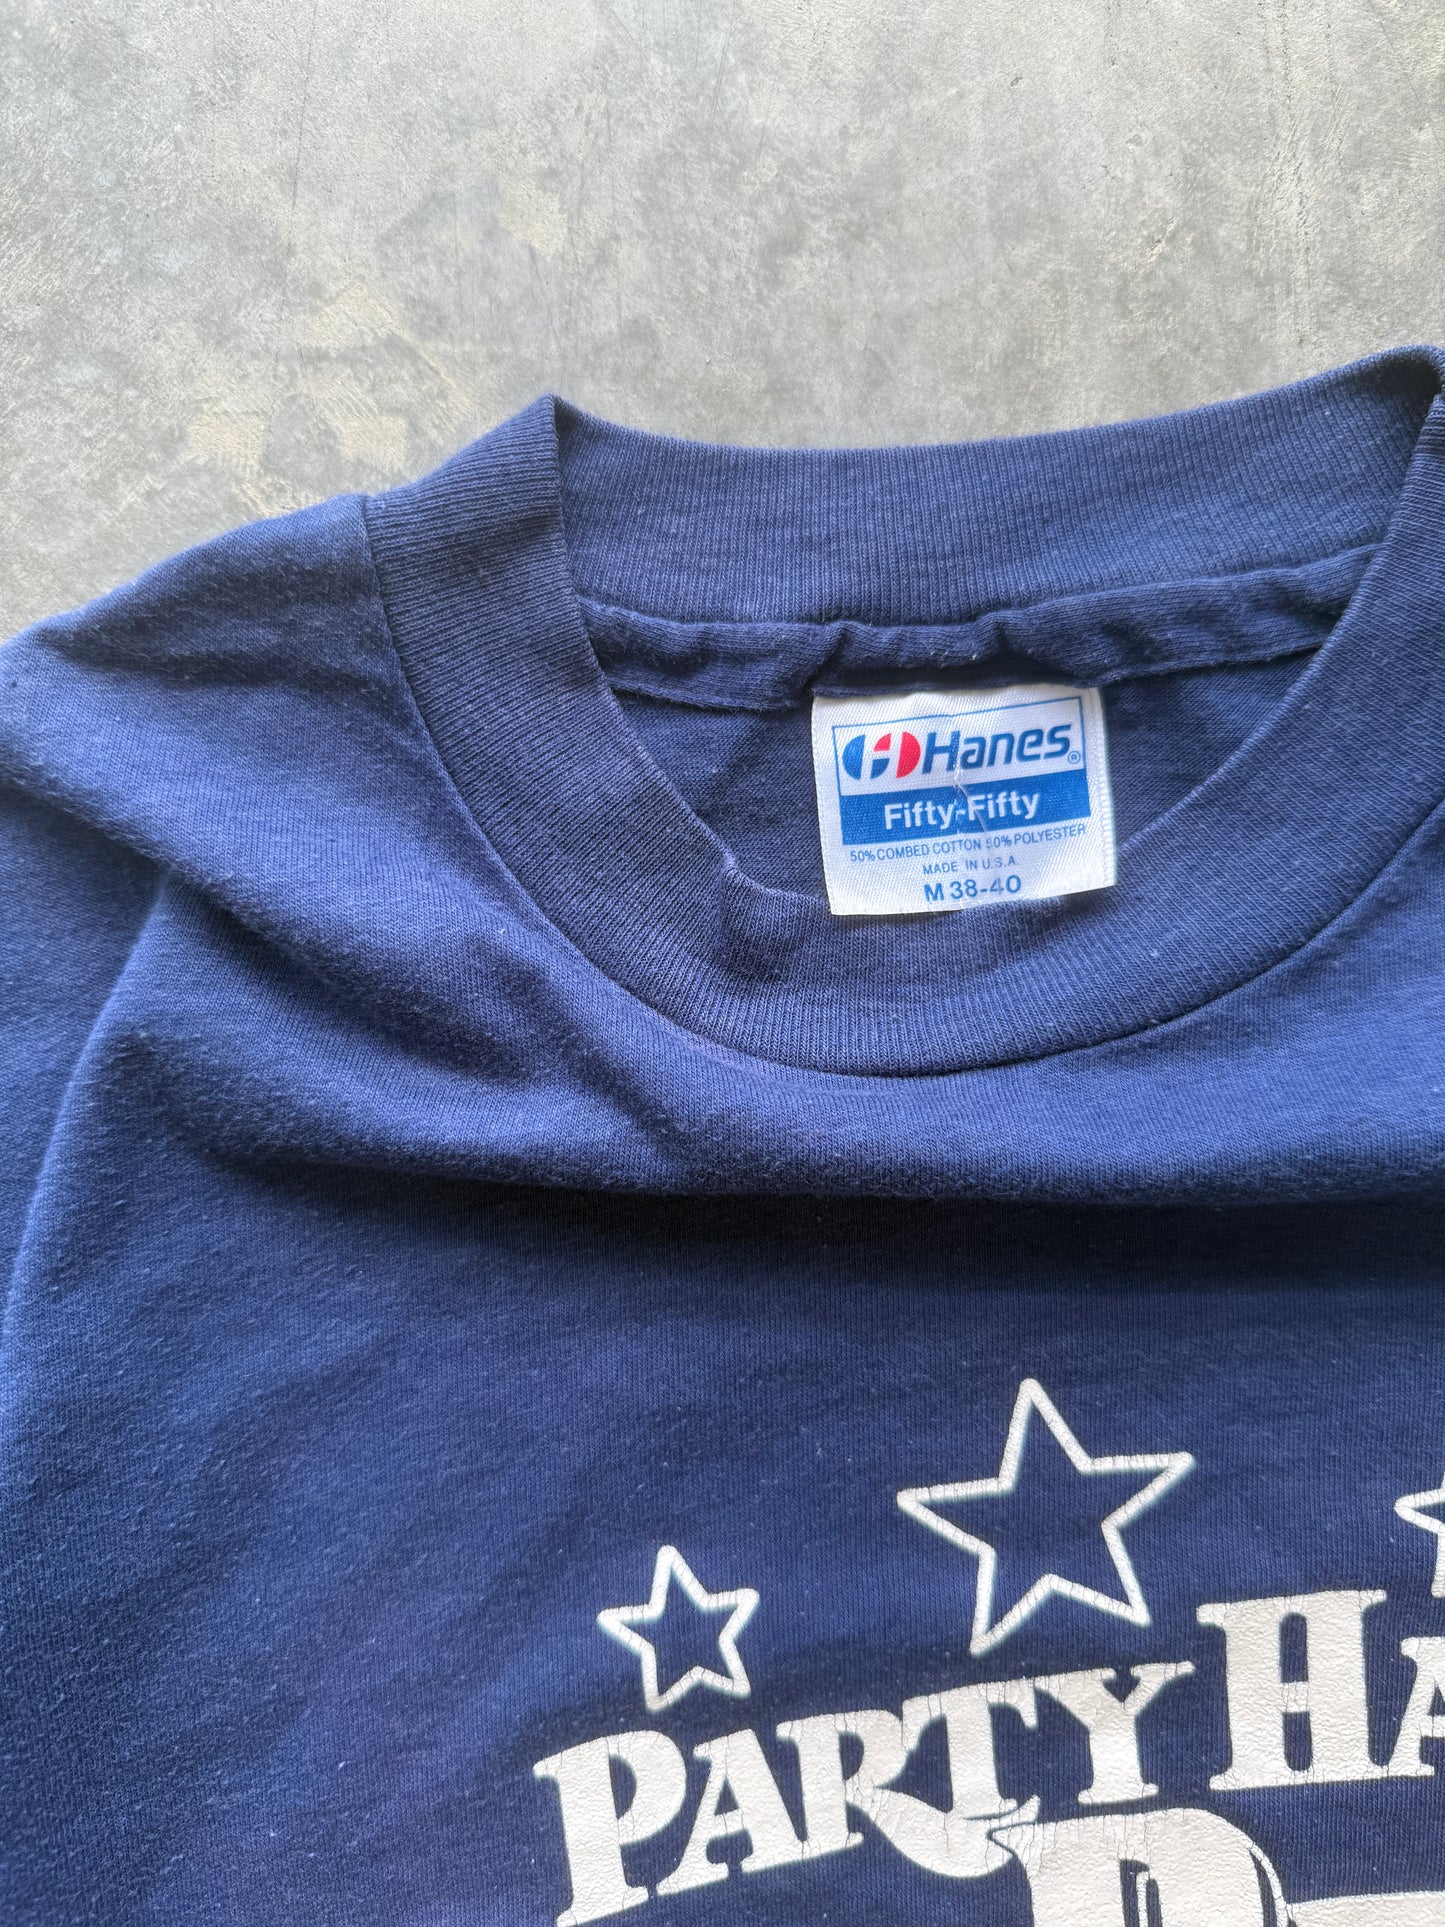 Hanes®
Fifty-Fifty
50% COMBED COTTON 50% POLYESTER
MADE IN U.S.A.
M 38-40
PARTY HA